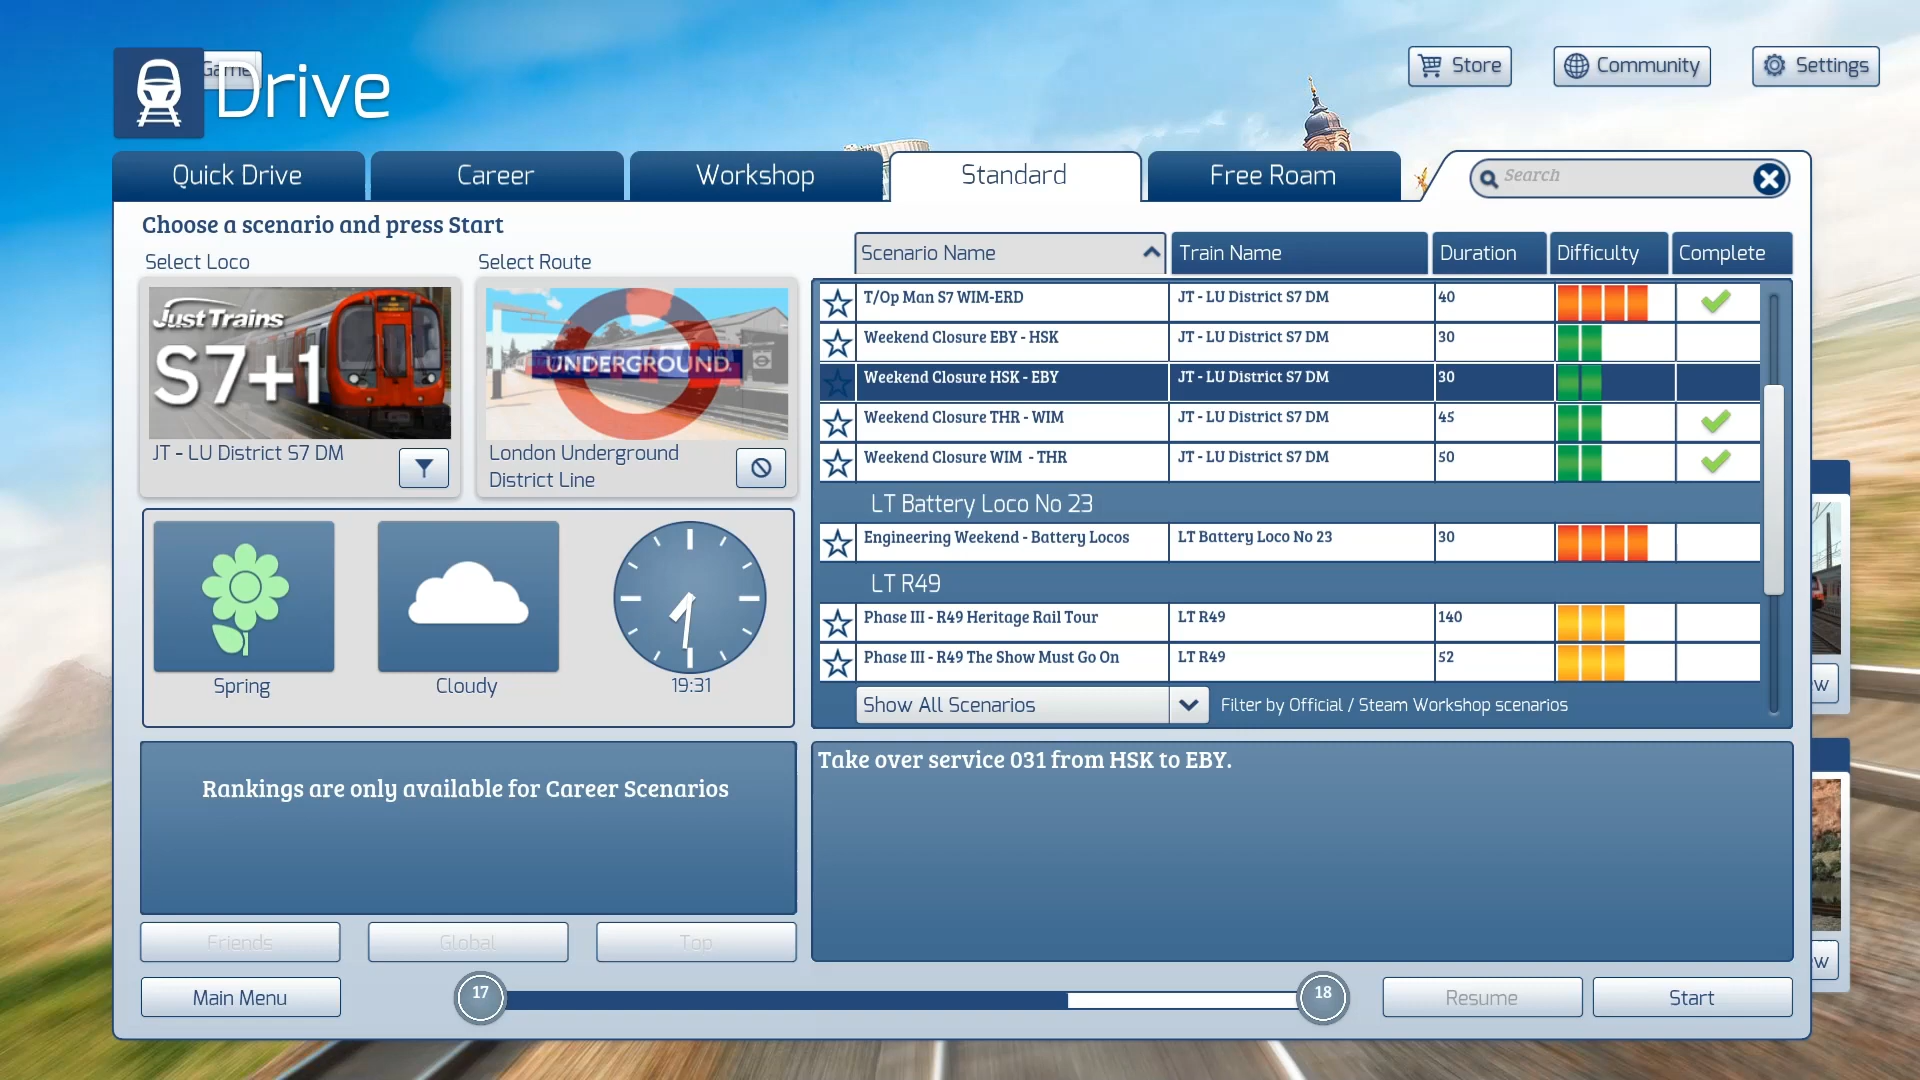 Game
Drive
Store
Community
Settings
Quick Drive
Career
Workshop
Standard
Free Roam
Search
Choose a scenario and press Start
Select Loco
Select Route
Just Trains
S7+1
UNDERGROUND
JT - LU District S7 DM
London Underground
District Line
Spring
Cloudy
19:31
Scenario Name
Train Name
Duration
Difficulty
Complete
T/Op Man S7 WIM-ERD
JT - LU District S7 DM
40
Weekend Closure EBY - HSK
JT - LU District S7 DM
30
Weekend Closure HSK - EBY
JT - LU District S7 DM
30
Weekend Closure THR - WIM
JT - LU District S7 DM
45
Weekend Closure WIM - THR
JT - LU District S7 DM
50
LT Battery Loco No 23
Engineering Weekend - Battery Locos
LT Battery Loco No 23
30
LT R49
Phase III - R49 Heritage Rail Tour
LT R49
140
Phase III - R49 The Show Must Go On
LT R49
52
Show All Scenarios
Filter by Official / Steam Workshop scenarios
Rankings are only available for Career Scenarios
Take over service 031 from HSK to EBY.
Friends
Global
Top
Main Menu
17
18
Resume
Start